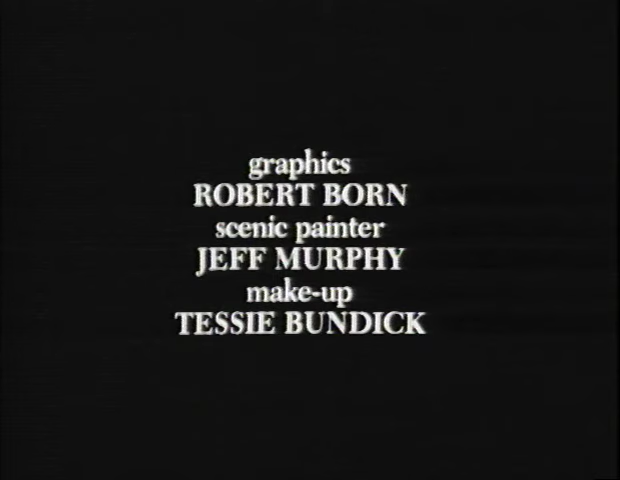 graphics
ROBERT BORN
scenic painter
JEFF MURPHY
make-up
TESSIE BUNDICK